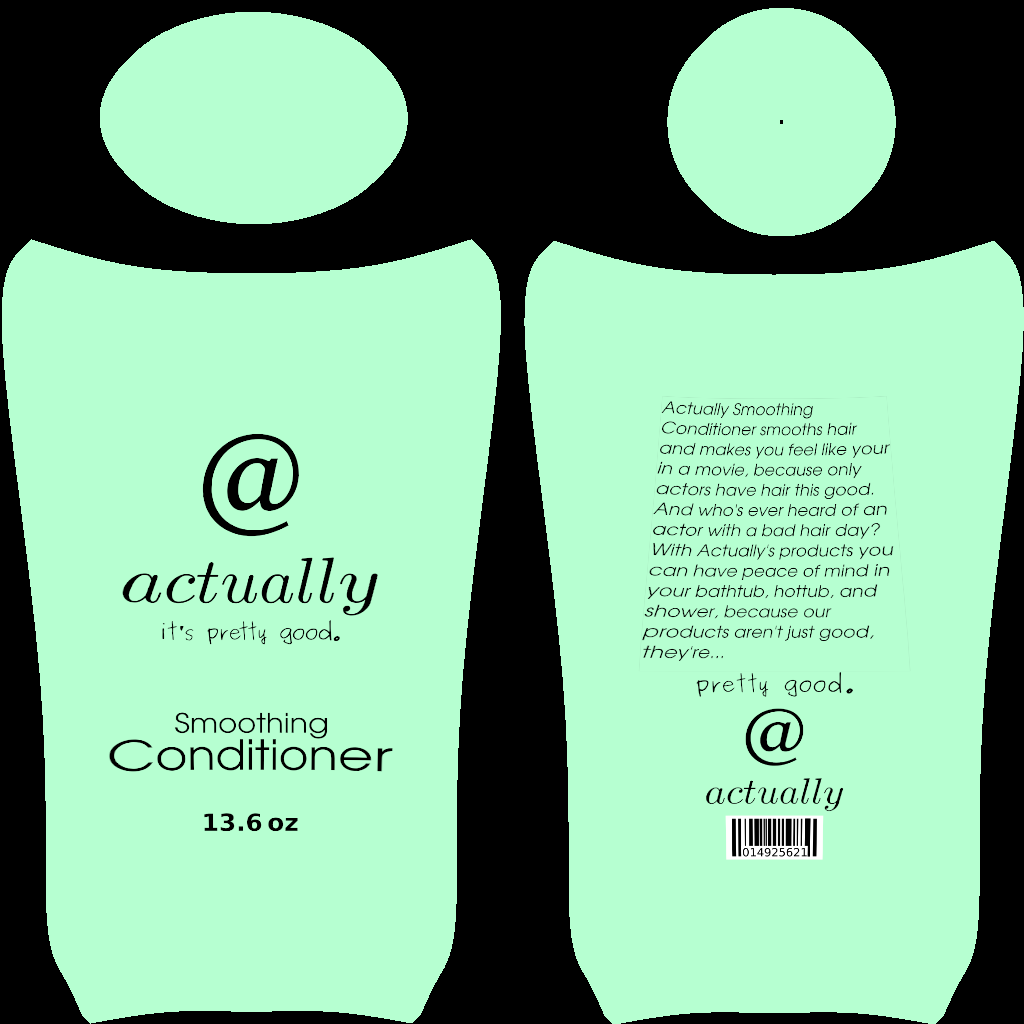 @
actually
it's pretty good.
Smoothing
Conditioner
13.6 oz
Actually Smoothing
Conditioner smooths hair
and makes you feel like your
in a movie, because only
actors have hair this good.
And who's ever heard of an
actor with a bad hair day?
With Actually's products you
can have peace of mind in
your bathtub, hottub, and
shower, because our
products aren't just good,
they're...
pretty good.
@
actually
014925621